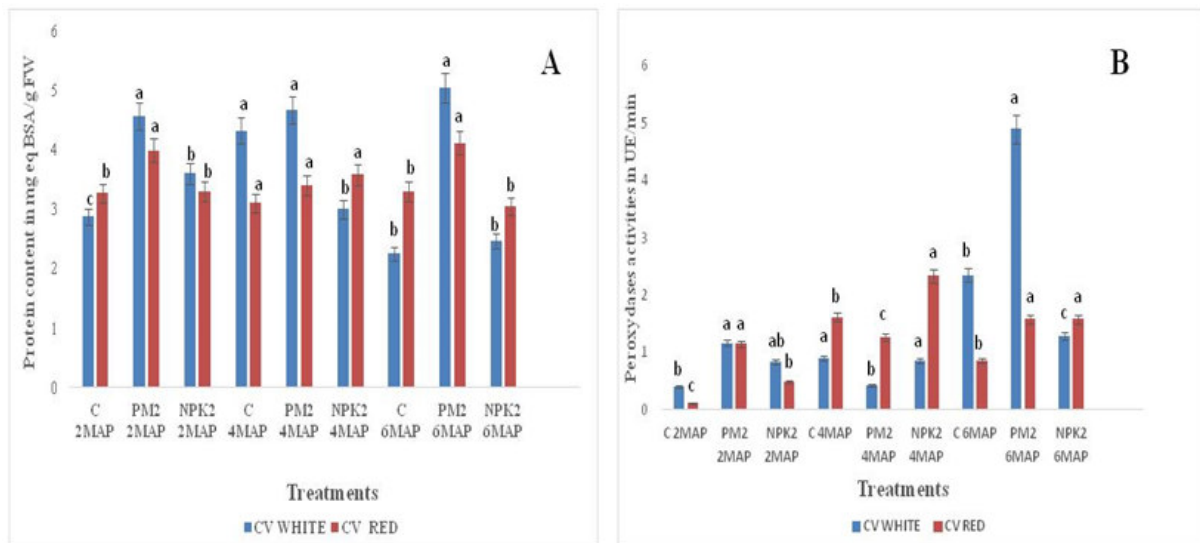 A
Protein content in mg eq BSA/g FW
6
5
4
3
2
1
0
c b a a b b a a a a b a b b a a b b
C PM2 NPK2 C PM2 NPK2 C PM2 NPK2
2MAP 2MAP 2MAP 4MAP 4MAP 4MAP 6MAP 6MAP 6MAP
Treatments
CV WHITE CV RED
B
Peroxydases activities in UE/min
6
5
4
3
2
1
0
b c a a ab b a b b c a a b b a a c a
C 2MAP PM2 NPK2 C 4MAP PM2 NPK2 C 6MAP PM2 NPK2
2MAP 2MAP 4MAP 4MAP 6MAP 6MAP
Treatments
CV WHITE CV RED